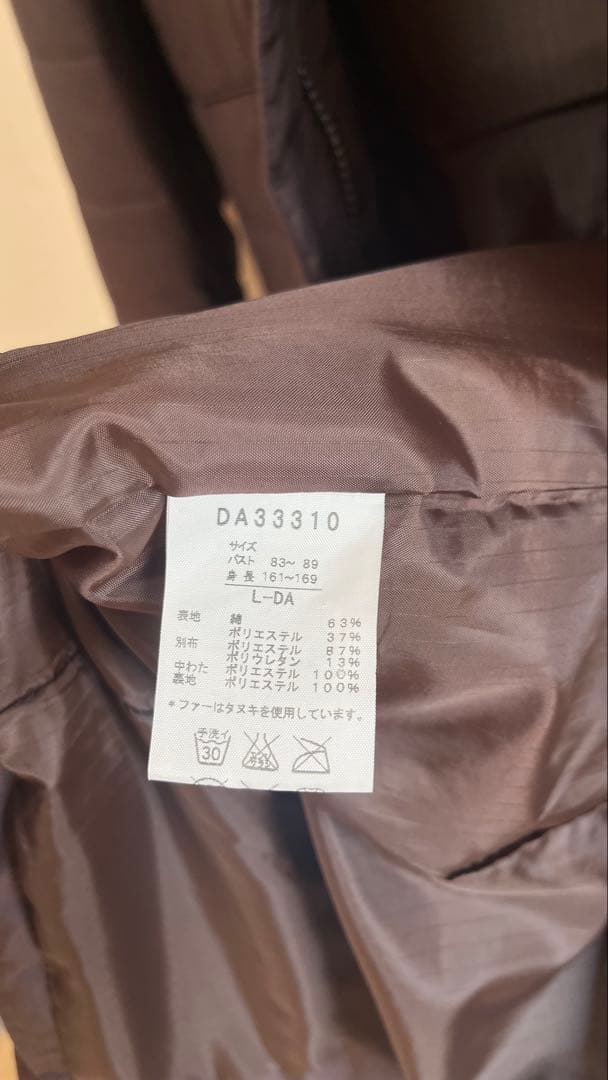 DA33310
サイズ
バスト 83～ 89
身 長 161～169
L-DA
表地 綿 63%
ポリエステル 37%
別布 ポリエステル 87%
ポリウレタン 13%
中わた ポリエステル 100%
裏地 ポリエステル 100%
*ファーはタヌキを使用しています。
手洗イ
30